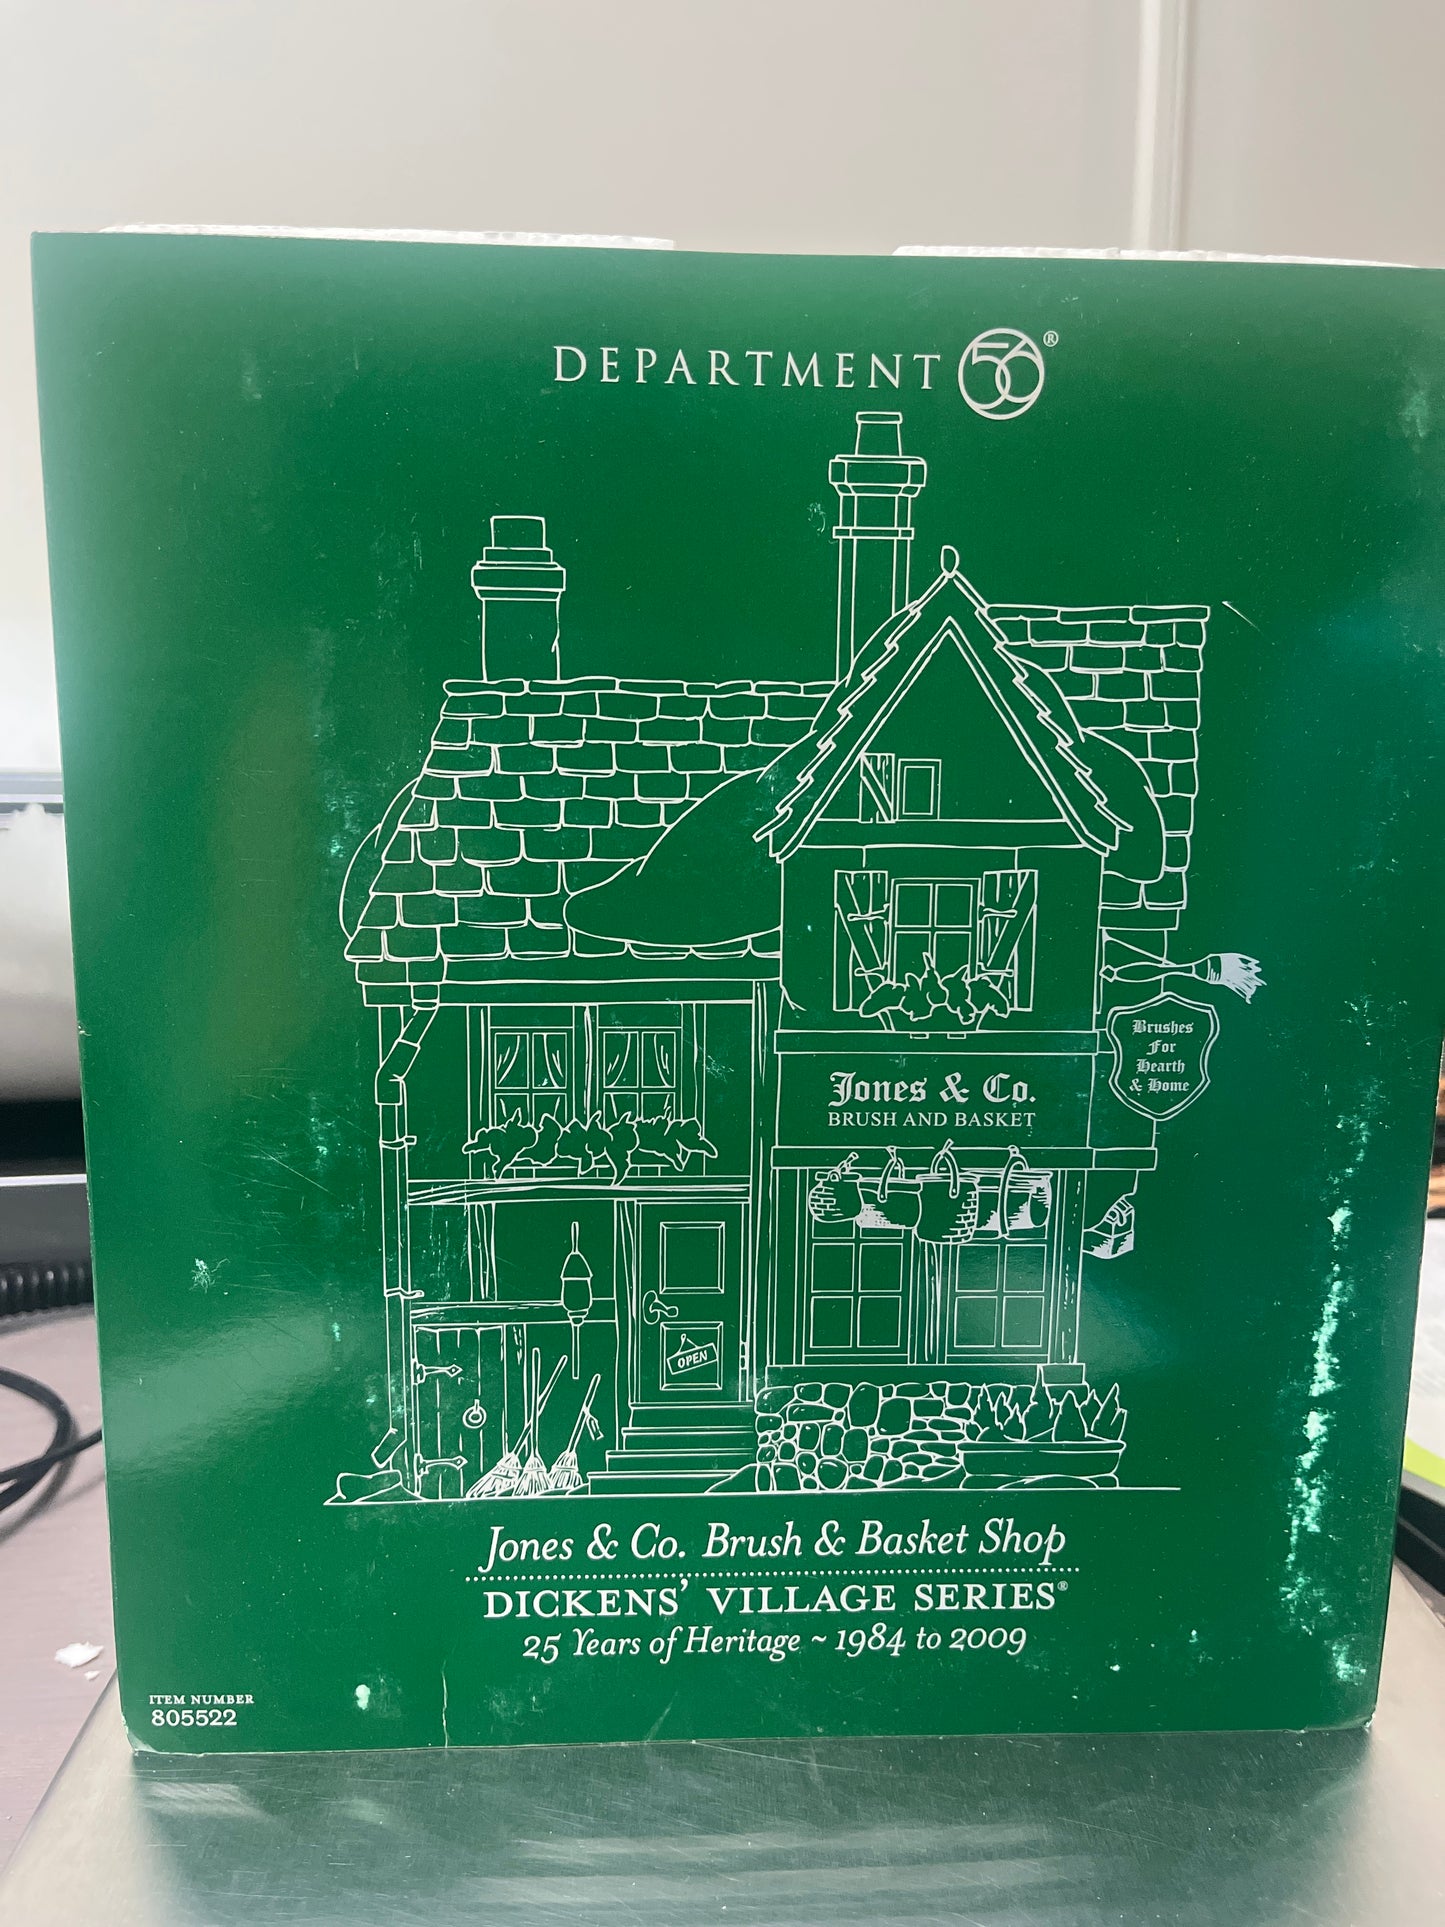 DEPARTMENT 56®
Brushes
For
Hearth
& Home
Jones & Co.
BRUSH AND BASKET
OPEN
Jones & Co. Brush & Basket Shop
DICKENS' VILLAGE SERIES®
25 Years of Heritage ~ 1984 to 2009
ITEM NUMBER
805522